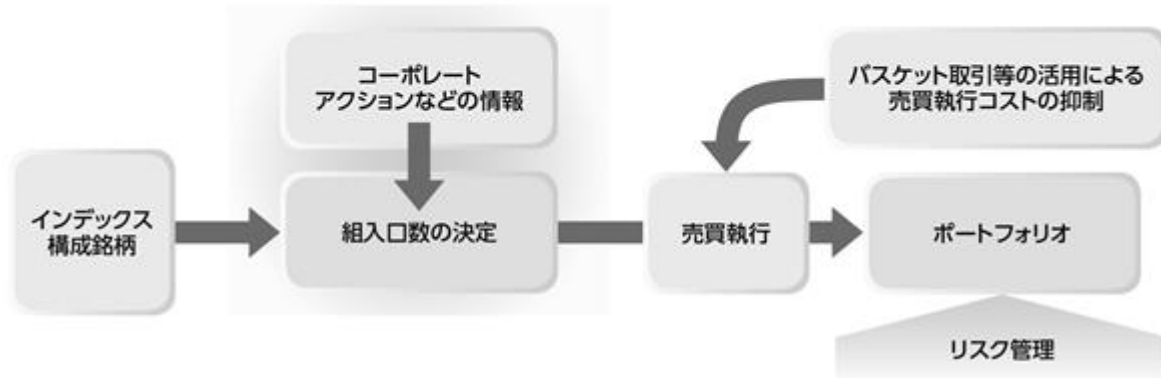 コーポレート
アクションなどの情報
バスケット取引等の活用による
売買執行コストの抑制
インデックス
構成銘柄
組入口数の決定
売買執行
ポートフォリオ
リスク管理